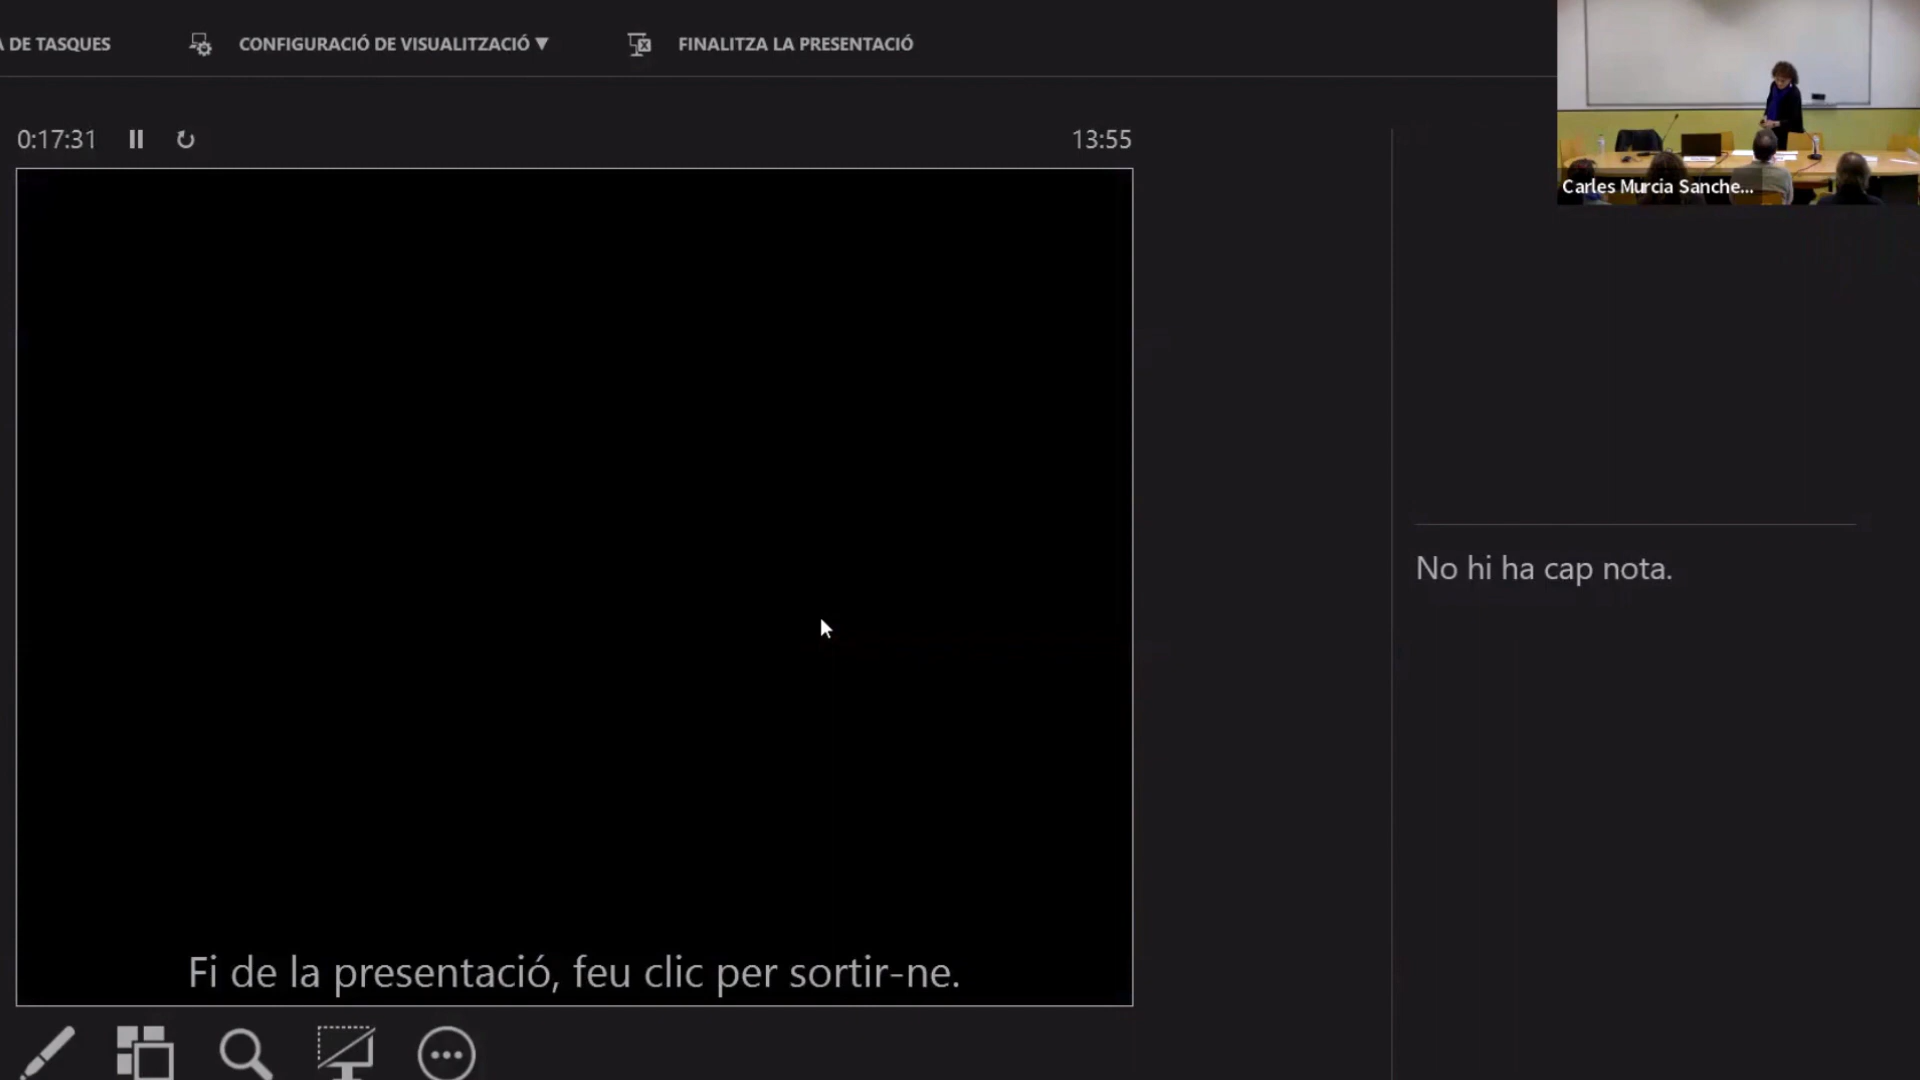 A DE TASQUES
CONFIGURACIÓ DE VISUALITZACIÓ ▼
FINALITZA LA PRESENTACIÓ
Carles Murcia Sanche...
0:17:31
13:55
No hi ha cap nota.
Fi de la presentació, feu clic per sortir-ne.